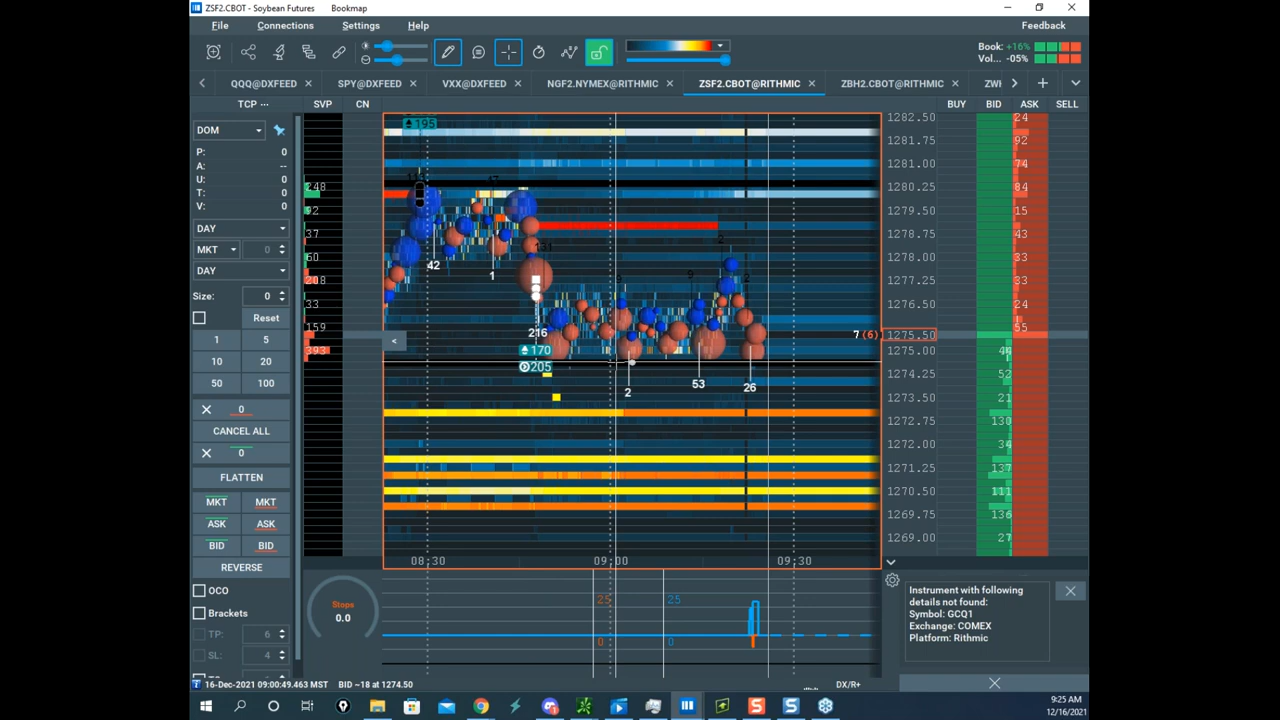 ZSF2.CBOT - Soybean Futures Bookmap
File Connections Settings Help Feedback
Book: +16%
Vol... -05%
QQQ@DXFEED SPY@DXFEED VXX@DXFEED NGF2.NYMEX@RITHMIC ZSF2.CBOT@RITHMIC ZBH2.CBOT@RITHMIC ZW
TCP ... SVP CN BUY BID ASK SELL
DOM
P: 0
A: --
U: 0
T: 0
V: 0
DAY
MKT 0
DAY
Size: 0
Reset
1 5
10 20
50 100
0
CANCEL ALL
0
FLATTEN
MKT MKT
ASK ASK
BID BID
REVERSE
OCO
Brackets
TP: 6
SL: 4
248
92
37
60
208
33
159
393
195
42
1
131
216
170
205
2
53
26
9
2
2
<
7 (6)
1282.50 24
1281.75 92
1281.00 74
1280.25 84
1279.50 15
1278.75 43
1278.00 33
1277.25 33
1276.50 24
55
1275.50
1275.00 44
1274.25 52
1273.50 21
1272.75 130
1272.00 34
1271.25 137
1270.50 111
1269.75 136
1269.00 27
08:30 09:00 09:30
Stops
0.0
25 25
0 0
Instrument with following
details not found:
Symbol: GCQ1
Exchange: COMEX
Platform: Rithmic
16-Dec-2021 09:00:49.463 MST BID ~18 at 1274.50 DX/R+
9:25 AM
12/16/2021